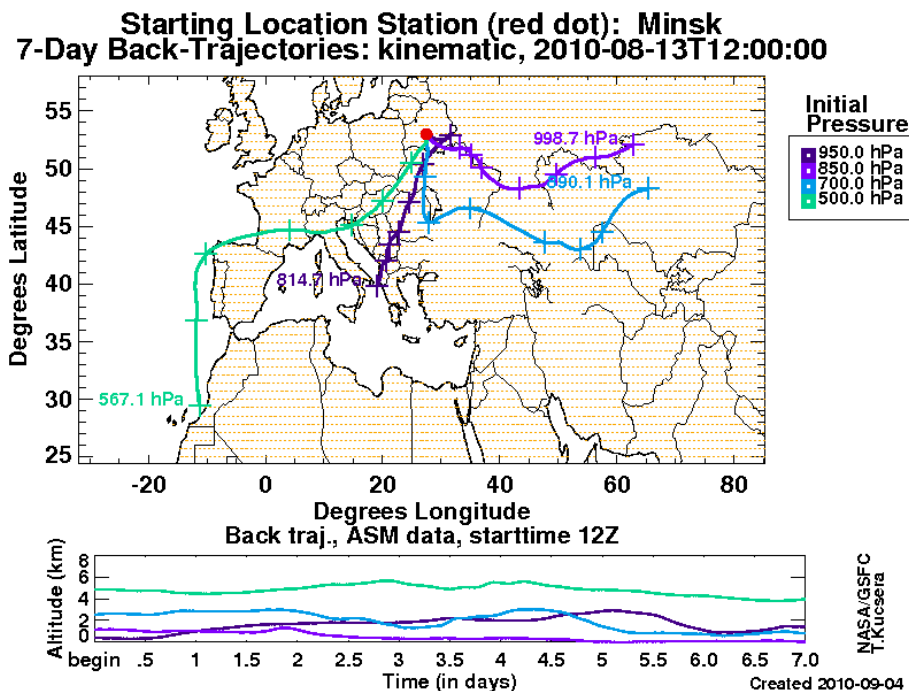 Starting Location Station (red dot): Minsk
7-Day Back-Trajectories: kinematic, 2010-08-13T12:00:00
Initial
Pressure
950.0 hPa
850.0 hPa
700.0 hPa
500.0 hPa
Degrees Latitude
55
50
45
40
35
30
25
998.7 hPa
990.1 hPa
814.7 hPa
567.1 hPa
-20 0 20 40 60 80
Degrees Longitude
Back traj., ASM data, starttime 12Z
Altitude (km)
8
6
4
2
0
begin .5 1 1.5 2 2.5 3 3.5 4 4.5 5 5.5 6.0 6.5 7.0
Time (in days)
NASA/GSFC
T.Kucsera
Created 2010-09-04